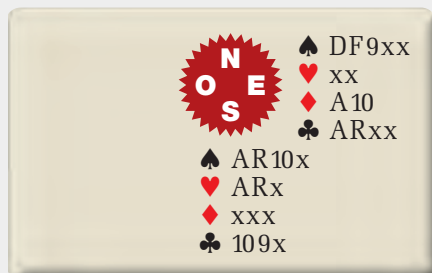 N
O E
S
♠ DF9xx
♥ xx
♦ A10
♣ ARxx
♠ AR10x
♥ ARx
♦ xxx
♣ 109x